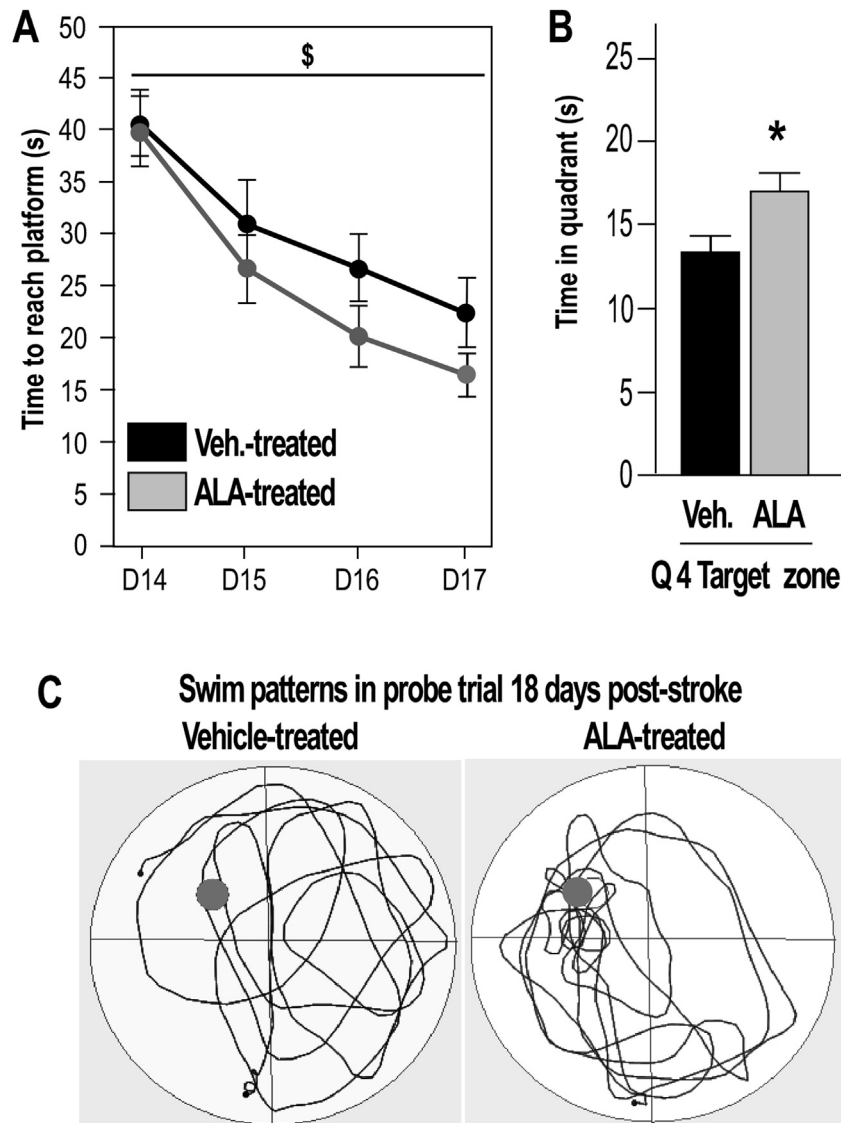 A
50
45
40
35
30
25
20
15
10
5
0
Time to reach platform (s)
$
Veh.-treated
ALA-treated
D14 D15 D16 D17
B
25
20
15
10
5
0
Time in quadrant (s)
*
Veh. ALA
Q 4 Target zone
C
Swim patterns in probe trial 18 days post-stroke
Vehicle-treated ALA-treated